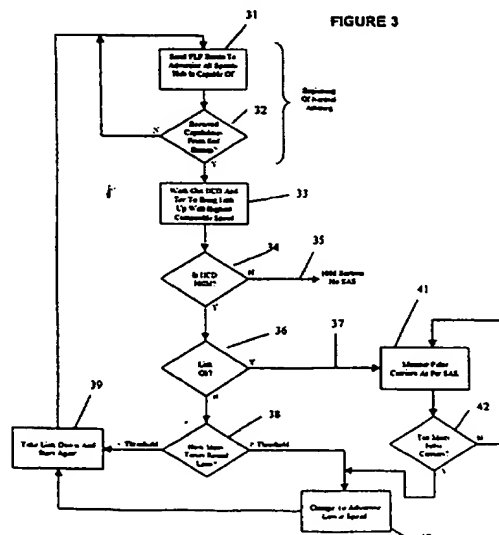 FIGURE 3
31
Send FLP Bursts To
Advertise All Speeds
Hub Is Capable Of
Beginning
Of Normal
Autoneg
32
Received
Capabilities
From End
Device?
N
Y
33
Work Out HCD And
Try To Bring Link
Up With Highest
Compatible Speed
34
35
Is HCD
100M?
N
Y
No SAS
36
37
41
Link
OK?
Y
N
Monitor False
Carriers As Per SAS
39
38
42
Take Link Down And
Start Again
< Threshold
How Many
Times Round
Loop?
> Threshold
Too Many
False
Carriers?
N
Y
Change To Advertise
Lower Speed